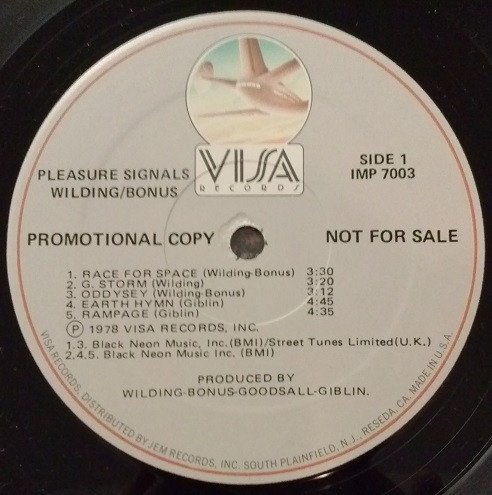 VISA
RECORDS
PLEASURE SIGNALS
WILDING/BONUS
SIDE 1
IMP 7003
PROMOTIONAL COPY
NOT FOR SALE
1. RACE FOR SPACE (Wilding-Bonus) 3:30
2. G. STORM (Wilding) 3:20
3. ODDYSEY (Wilding-Bonus) 3:12
4. EARTH HYMN (Giblin) 4:45
5. RAMPAGE (Giblin) 4:35
Ⓟ 1978 VISA RECORDS, INC.
1.3. Black Neon Music, Inc.(BMI)/Street Tunes Limited(U.K.)
2.4.5. Black Neon Music Inc. (BMI)
PRODUCED BY
WILDING-BONUS-GOODSALL-GIBLIN.
VISA RECORDS, DISTRIBUTED BY JEM RECORDS, INC. SOUTH PLAINFIELD, N.J., RESEDA, CA. MADE IN U.S.A.